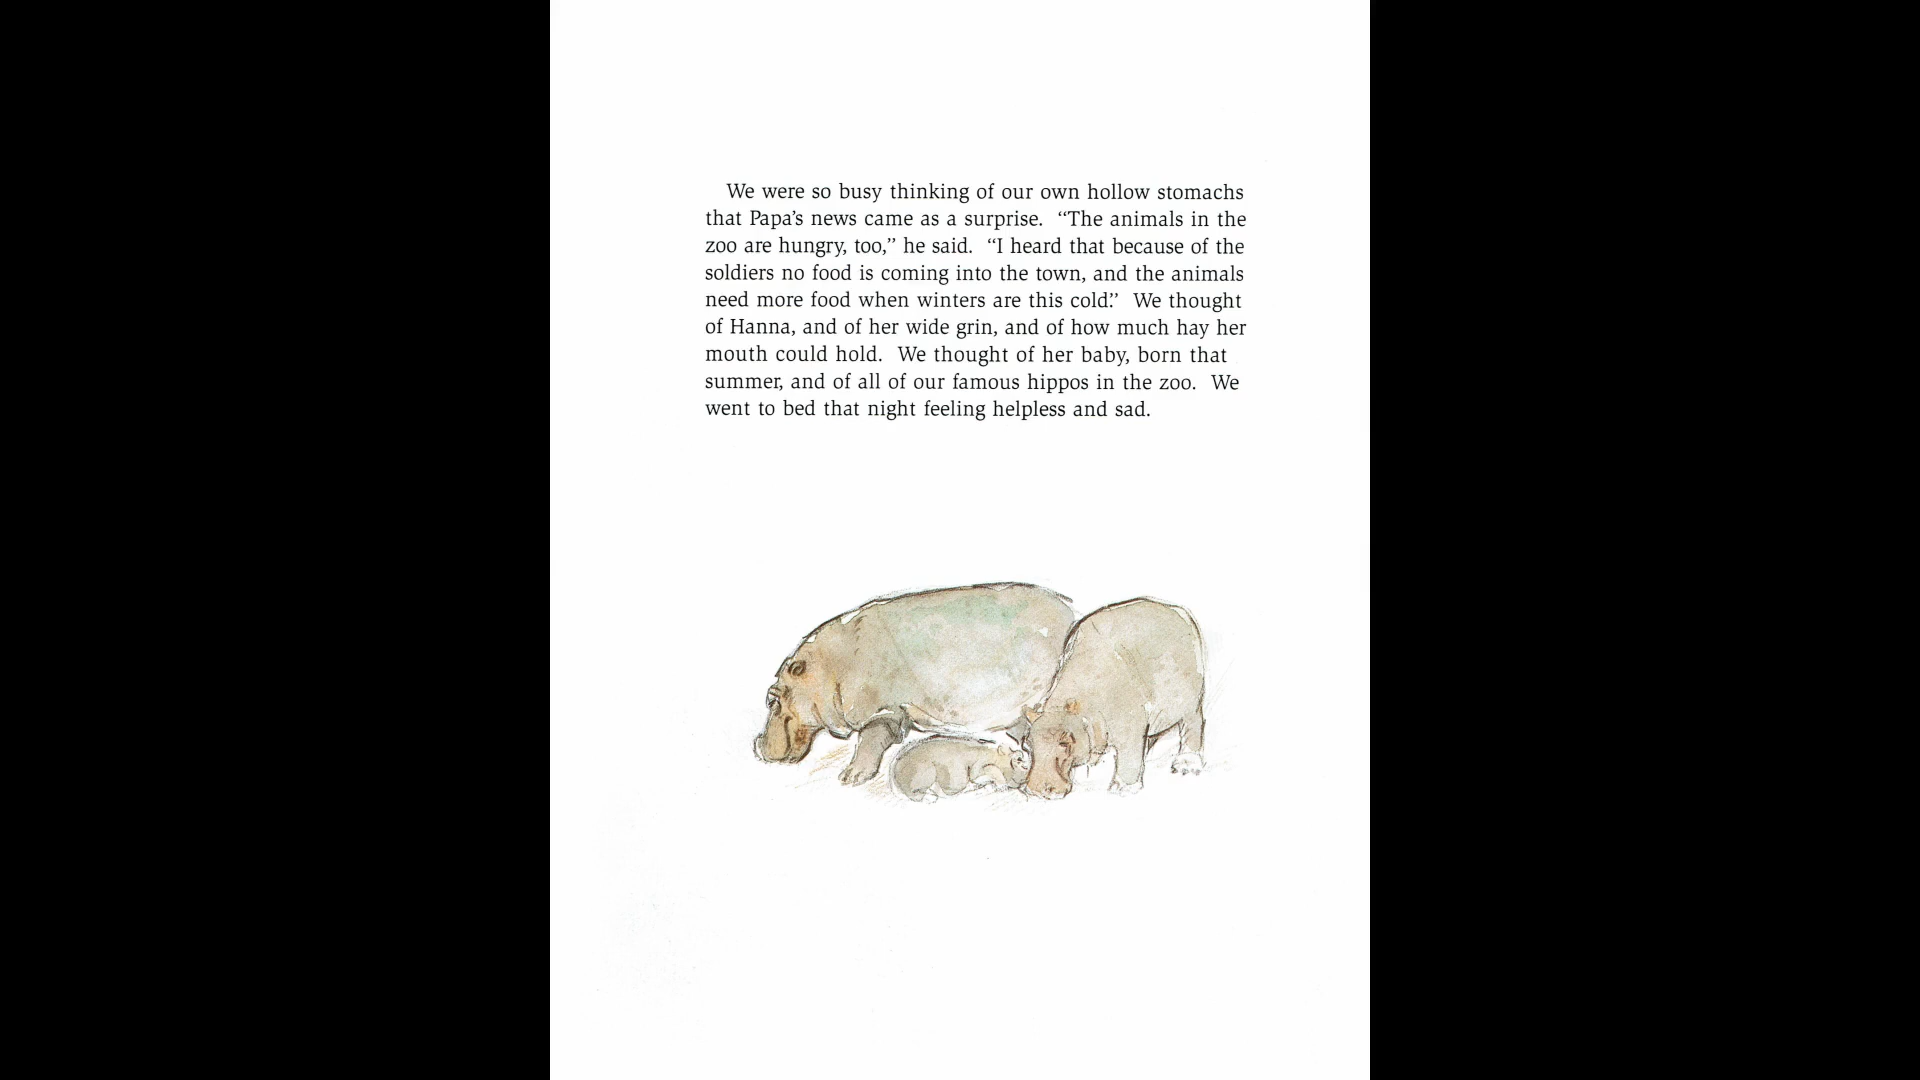 We were so busy thinking of our own hollow stomachs
that Papa’s news came as a surprise. “The animals in the
zoo are hungry, too,” he said. “I heard that because of the
soldiers no food is coming into the town, and the animals
need more food when winters are this cold.” We thought
of Hanna, and of her wide grin, and of how much hay her
mouth could hold. We thought of her baby, born that
summer, and of all of our famous hippos in the zoo. We
went to bed that night feeling helpless and sad.